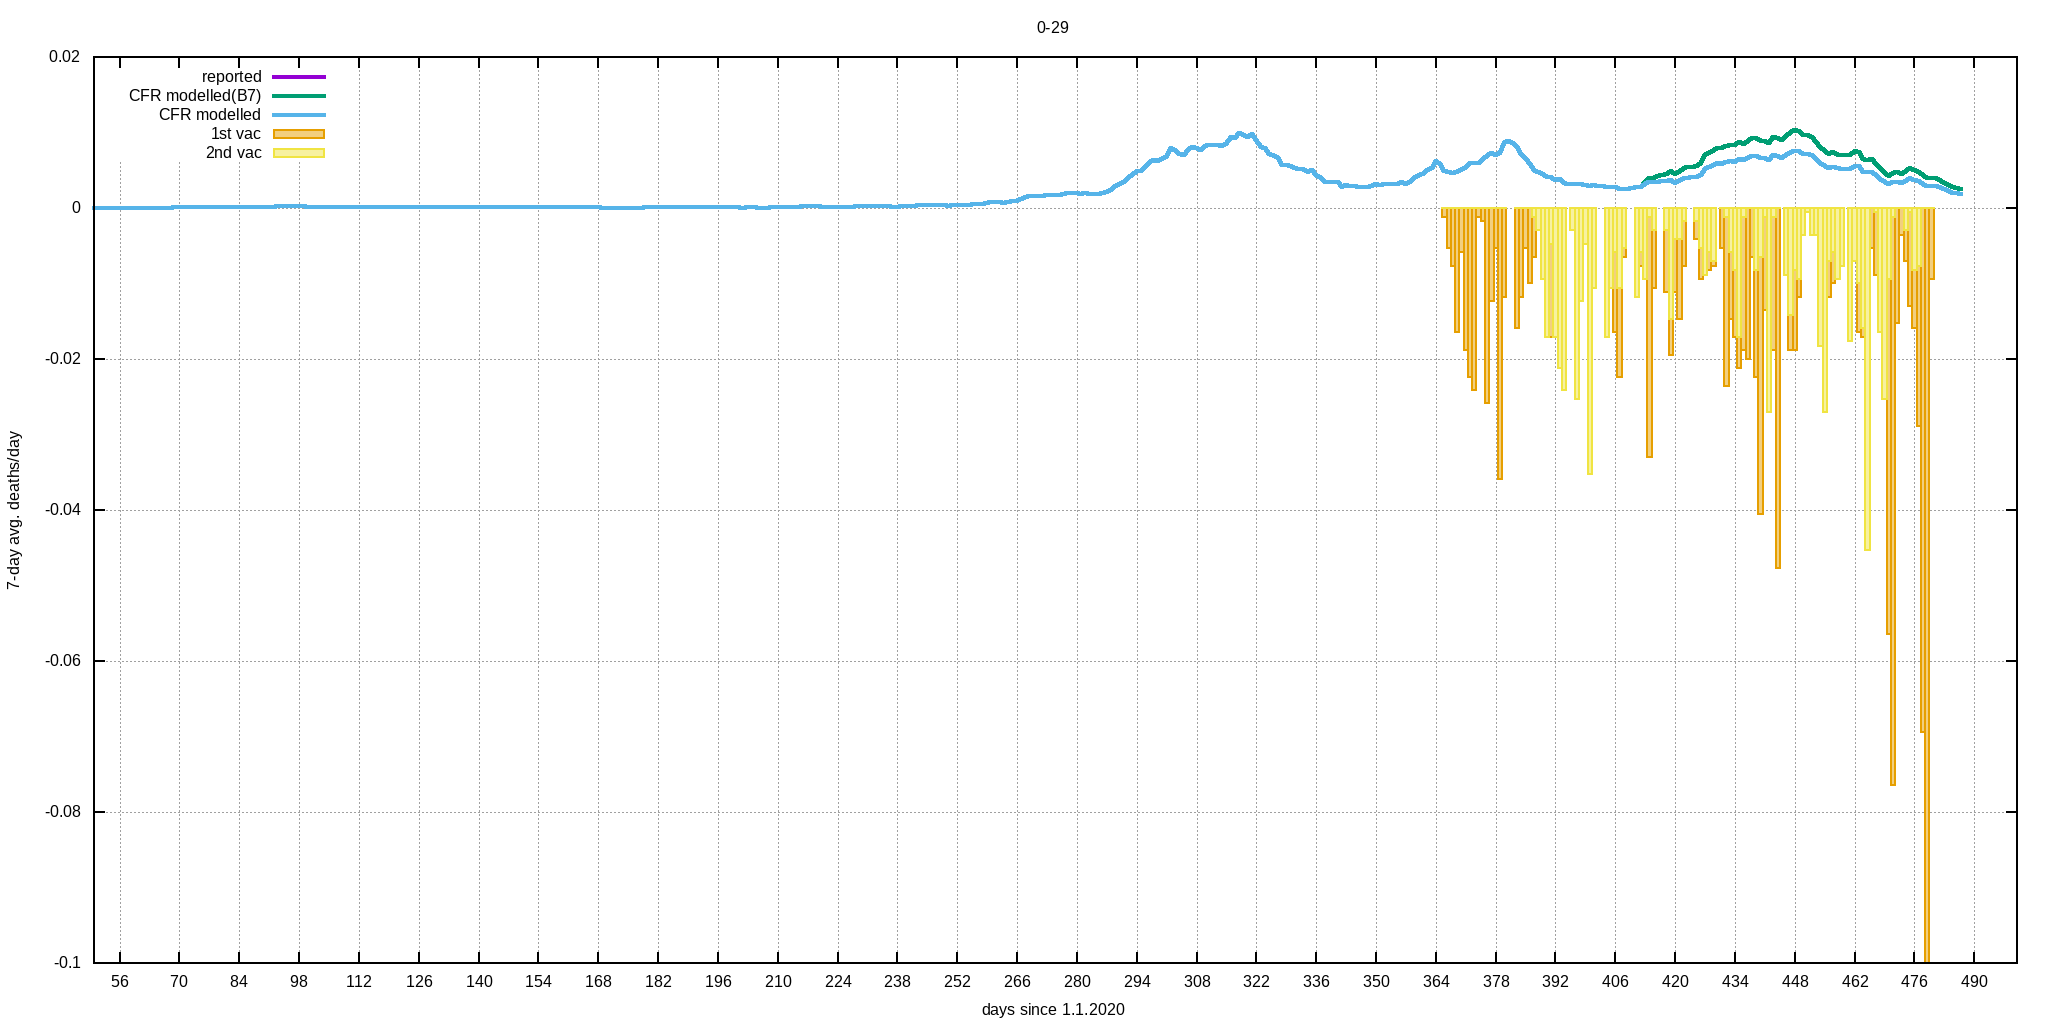 0-29
reported
CFR modelled(B7)
CFR modelled
1st vac
2nd vac
0.02
0
-0.02
-0.04
-0.06
-0.08
-0.1
7-day avg. deaths/day
56 70 84 98 112 126 140 154 168 182 196 210 224 238 252 266 280 294 308 322 336 350 364 378 392 406 420 434 448 462 476 490
days since 1.1.2020